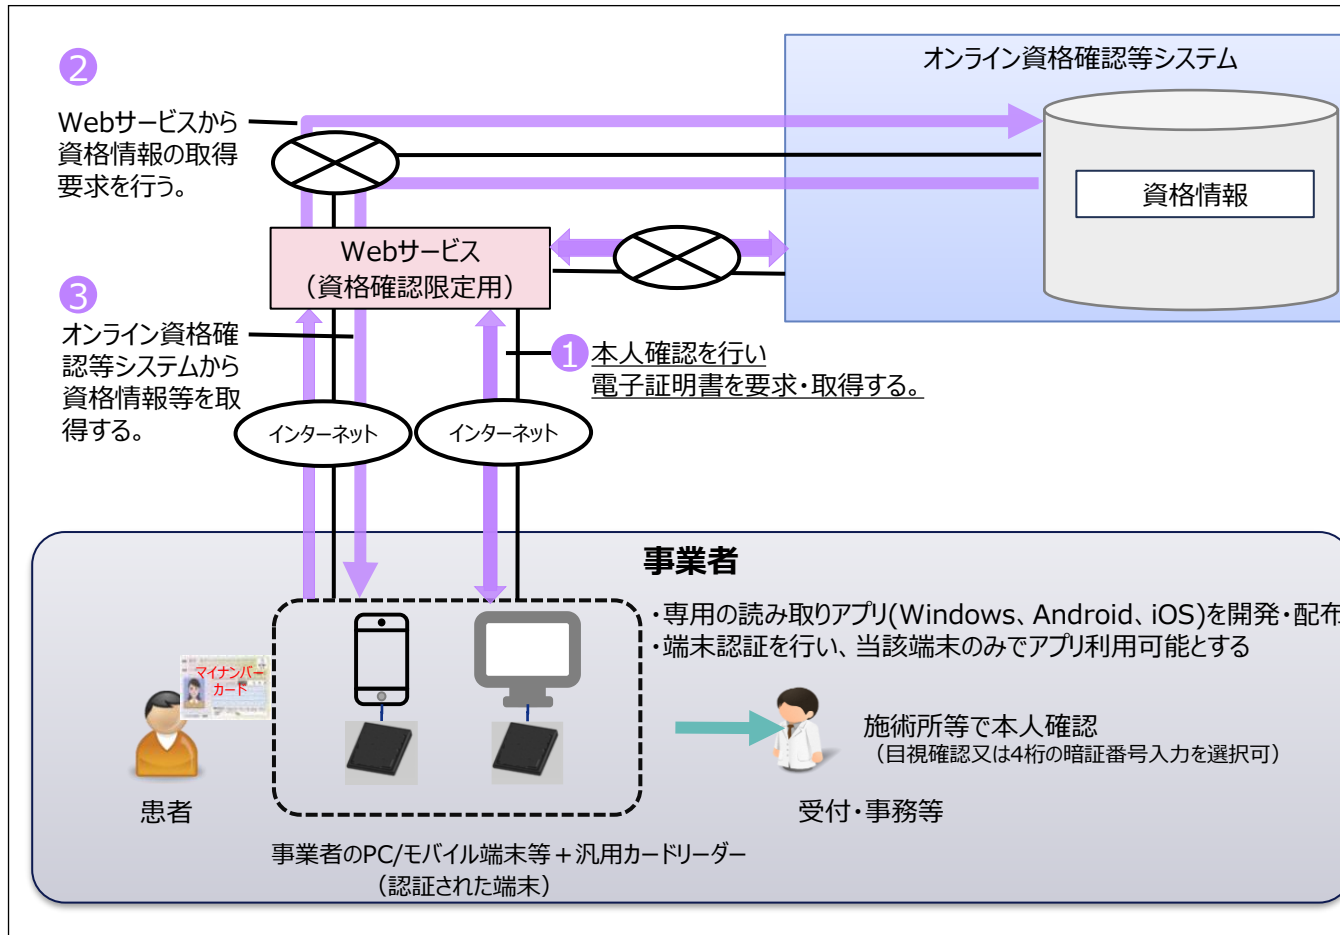 オンライン資格確認等システム
2
Webサービスから
資格情報の取得
要求を行う。
資格情報
Webサービス
（資格確認限定用）
3
オンライン資格確
認等システムから
資格情報等を取
得する。
1 本人確認を行い
電子証明書を要求・取得する。
インターネット
インターネット
事業者
・専用の読み取りアプリ(Windows、Android、iOS)を開発・配布
・端末認証を行い、当該端末のみでアプリ利用可能とする
マイナンバー
カード
施術所等で本人確認
（目視確認又は4桁の暗証番号入力を選択可）
患者
受付・事務等
事業者のPC/モバイル端末等＋汎用カードリーダー
（認証された端末）